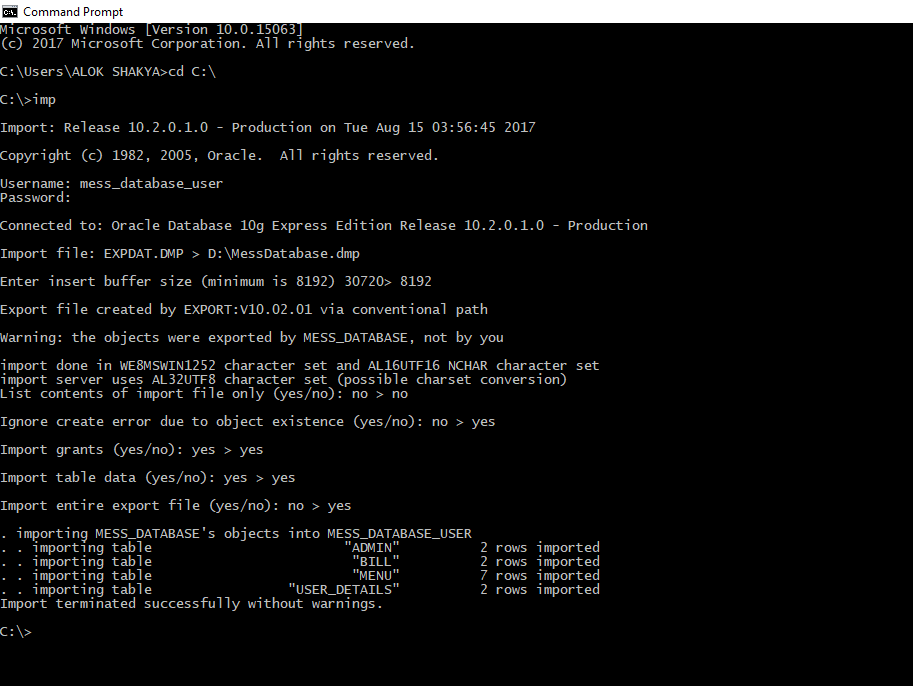 Command Prompt
Microsoft Windows [Version 10.0.15063]
(c) 2017 Microsoft Corporation. All rights reserved.
C:\Users\ALOK SHAKYA>cd C:\
C:\>imp
Import: Release 10.2.0.1.0 - Production on Tue Aug 15 03:56:45 2017
Copyright (c) 1982, 2005, Oracle.  All rights reserved.
Username: mess_database_user
Password:
Connected to: Oracle Database 10g Express Edition Release 10.2.0.1.0 - Production
Import file: EXPDAT.DMP > D:\MessDatabase.dmp
Enter insert buffer size (minimum is 8192) 30720> 8192
Export file created by EXPORT:V10.02.01 via conventional path
Warning: the objects were exported by MESS_DATABASE, not by you
import done in WE8MSWIN1252 character set and AL16UTF16 NCHAR character set
import server uses AL32UTF8 character set (possible charset conversion)
List contents of import file only (yes/no): no > no
Ignore create error due to object existence (yes/no): no > yes
Import grants (yes/no): yes > yes
Import table data (yes/no): yes > yes
Import entire export file (yes/no): no > yes
. importing MESS_DATABASE's objects into MESS_DATABASE_USER
. . importing table                        "ADMIN"          2 rows imported
. . importing table                         "BILL"          2 rows imported
. . importing table                         "MENU"          7 rows imported
. . importing table                 "USER_DETAILS"          2 rows imported
Import terminated successfully without warnings.
C:\>